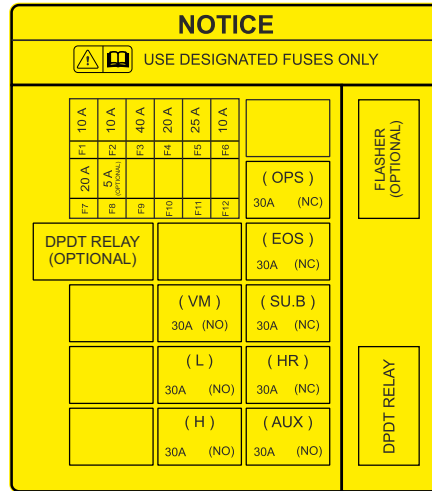 NOTICE
USE DESIGNATED FUSES ONLY
10 A 10 A 40 A 20 A 25 A 10 A
F1 F2 F3 F4 F5 F6
20 A 5 A (OPTIONAL)
F7 F8 F9 F10 F11 F12
( OPS )
30A (NC)
FLASHER
(OPTIONAL)
DPDT RELAY
(OPTIONAL)
( EOS )
30A (NC)
( VM )
30A (NO)
( SU.B )
30A (NC)
( L )
30A (NO)
( HR )
30A (NC)
( H )
30A (NO)
( AUX )
30A (NO)
DPDT RELAY